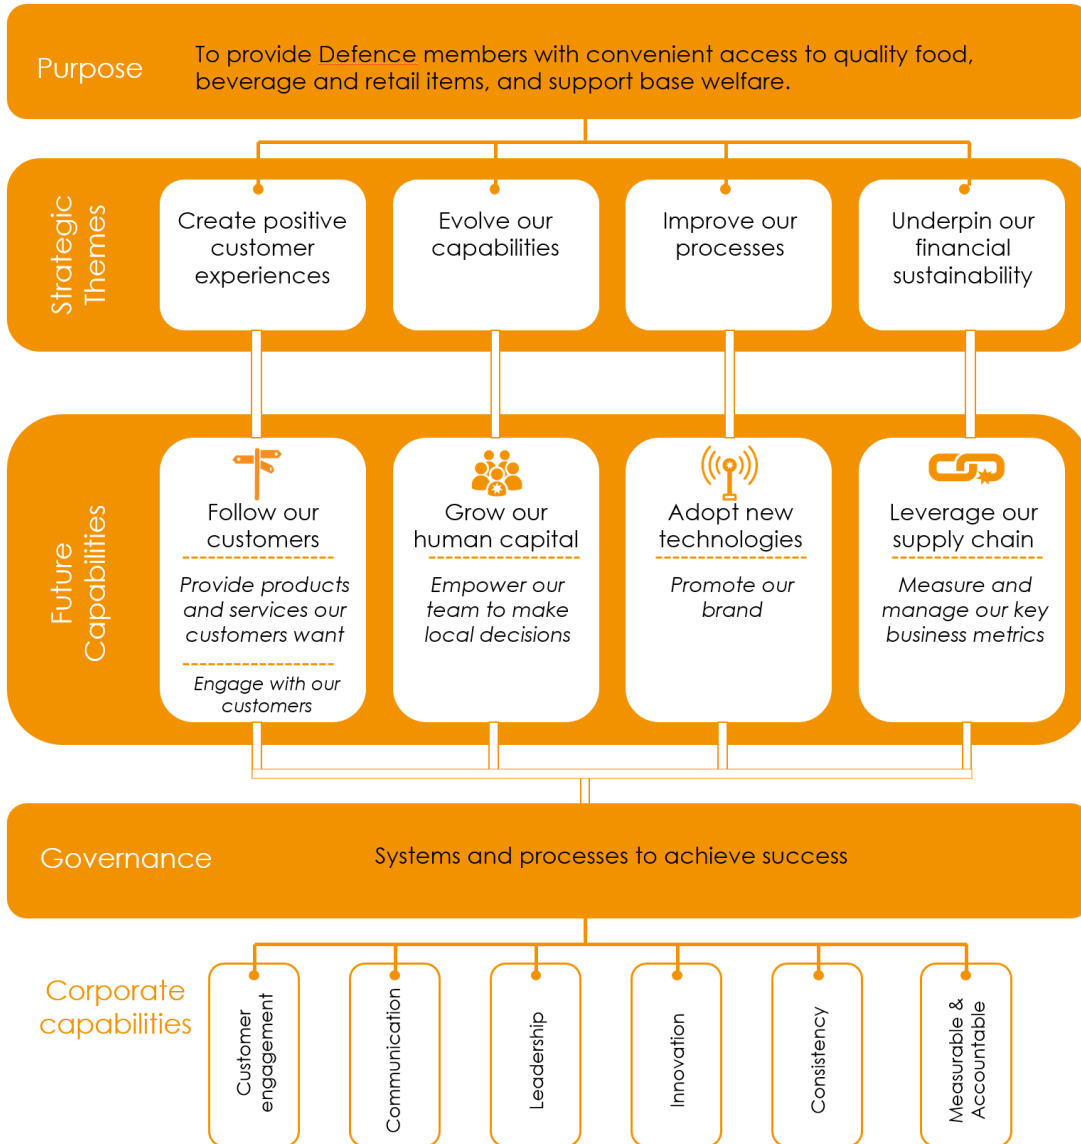 Purpose
To provide Defence members with convenient access to quality food,
beverage and retail items, and support base welfare.
Strategic
Themes
Create positive
customer
experiences
Evolve our
capabilities
Improve our
processes
Underpin our
financial
sustainability
Future
Capabilities
Follow our
customers
Provide products
and services our
customers want
Engage with our
customers
Grow our
human capital
Empower our
team to make
local decisions
Adopt new
technologies
Promote our
brand
Leverage our
supply chain
Measure and
manage our key
business metrics
Governance
Systems and processes to achieve success
Corporate
capabilities
Customer
engagement
Communication
Leadership
Innovation
Consistency
Measurable &
Accountable